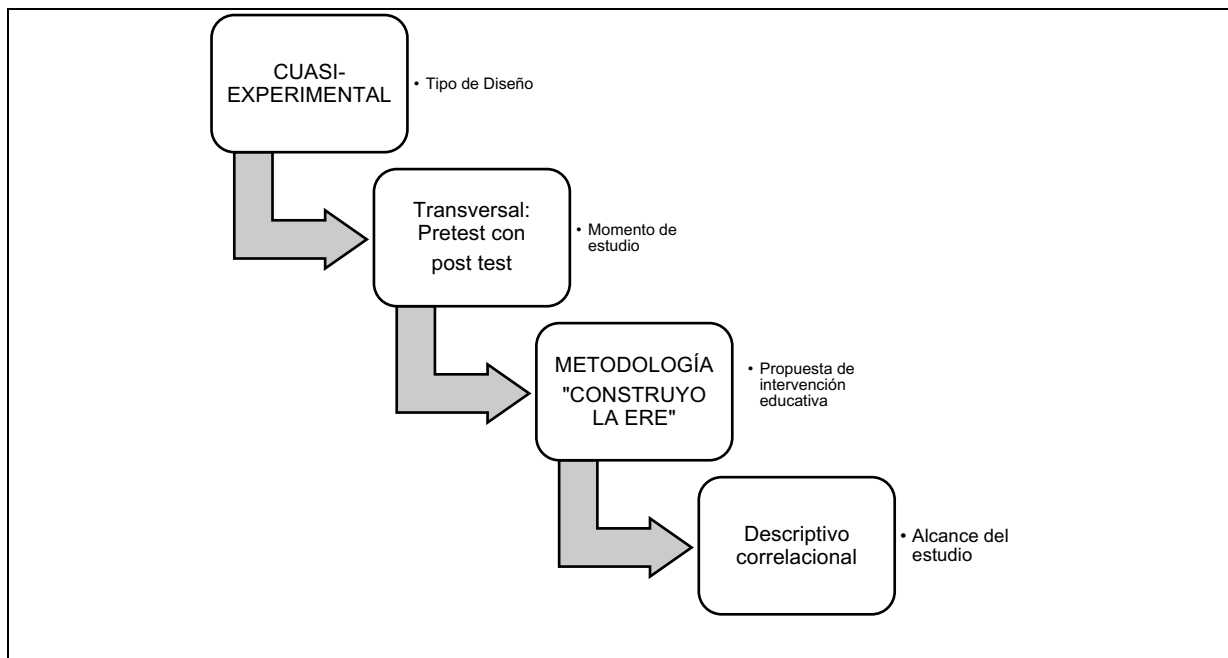 CUASI-
EXPERIMENTAL
• Tipo de Diseño
Transversal:
Pretest con
post test
• Momento de
estudio
METODOLOGÍA
"CONSTRUYO
LA ERE"
• Propuesta de
intervención
educativa
Descriptivo
correlacional
• Alcance del
estudio